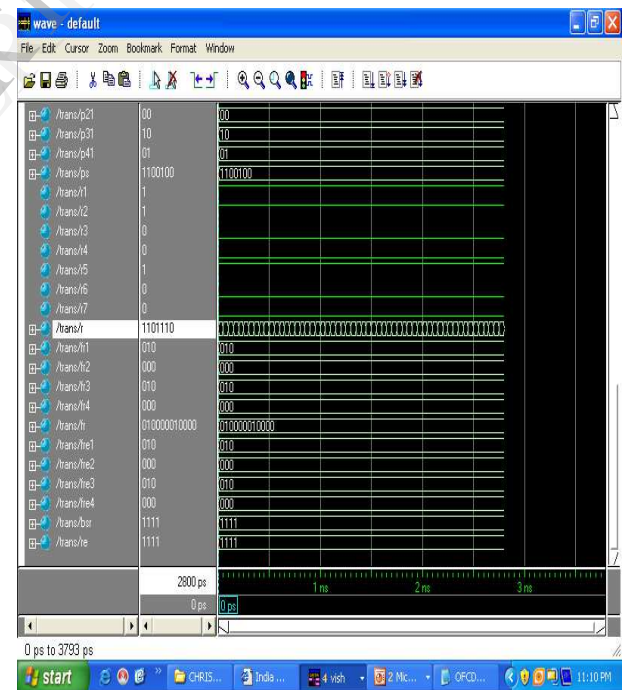 wave - default
File Edit Cursor Zoom Bookmark Format Window
/trans/p21 00 00
/trans/p31 10 10
/trans/p41 01 01
/trans/ps 1100100 1100100
/trans/r1 1
/trans/r2 1
/trans/r3 0
/trans/r4 0
/trans/r5 1
/trans/r6 0
/trans/r7 0
/trans/r 1101110
/trans/fr1 010 010
/trans/fr2 000 000
/trans/fr3 010 010
/trans/fr4 000 000
/trans/fr 010000010000 010000010000
/trans/fre1 010 010
/trans/fre2 000 000
/trans/fre3 010 010
/trans/fre4 000 000
/trans/bsr 1111 1111
/trans/re 1111 1111
2800 ps 1 ns 2 ns 3 ns
0 ps 0 ps
0 ps to 3793 ps
start CHRIS... India ... 4 vish 2 Mic... OFCD... 11:10 PM